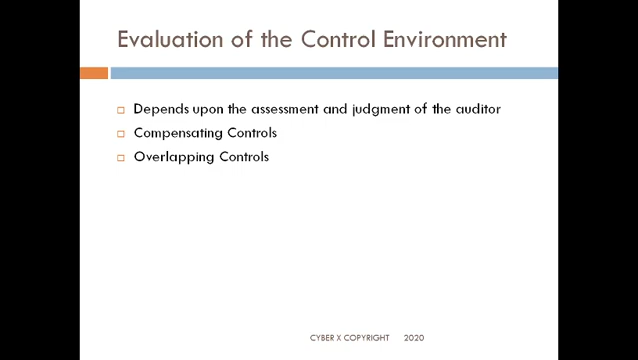 Evaluation of the Control Environment
Depends upon the assessment and judgment of the auditor
Compensating Controls
Overlapping Controls
CYBER X COPYRIGHT 2020